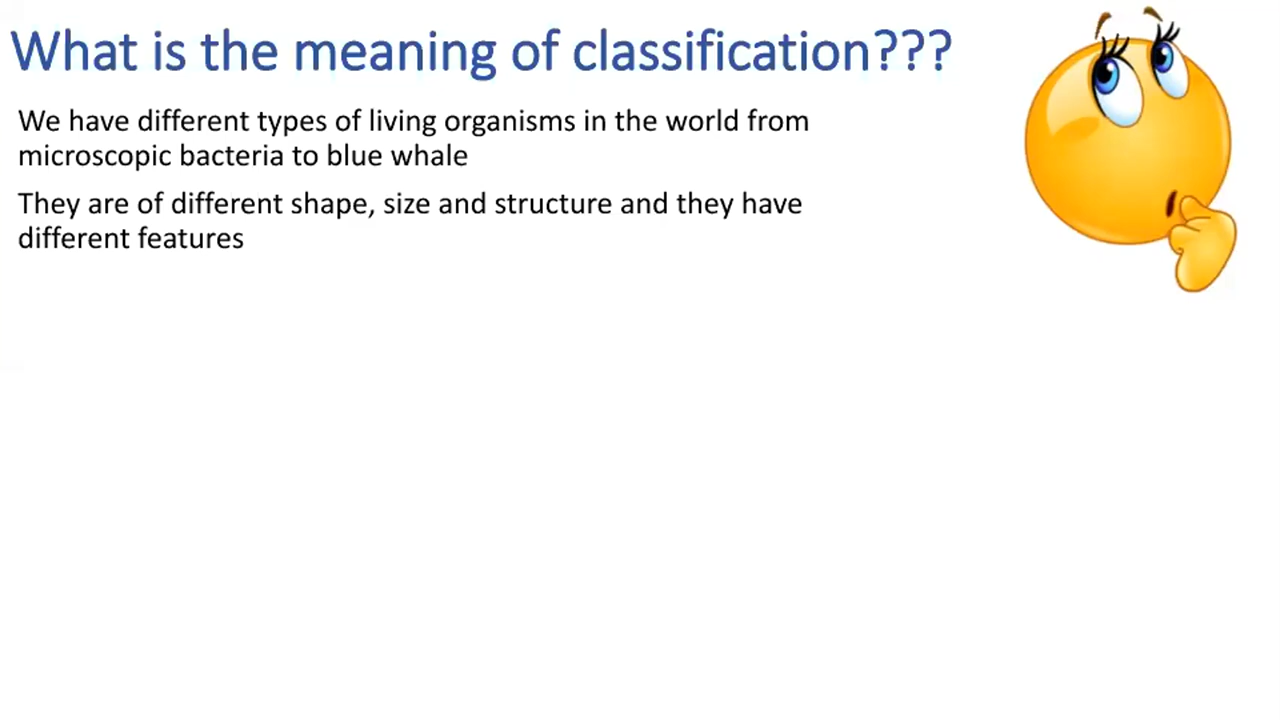 What is the meaning of classification???
We have different types of living organisms in the world from
microscopic bacteria to blue whale
They are of different shape, size and structure and they have
different features